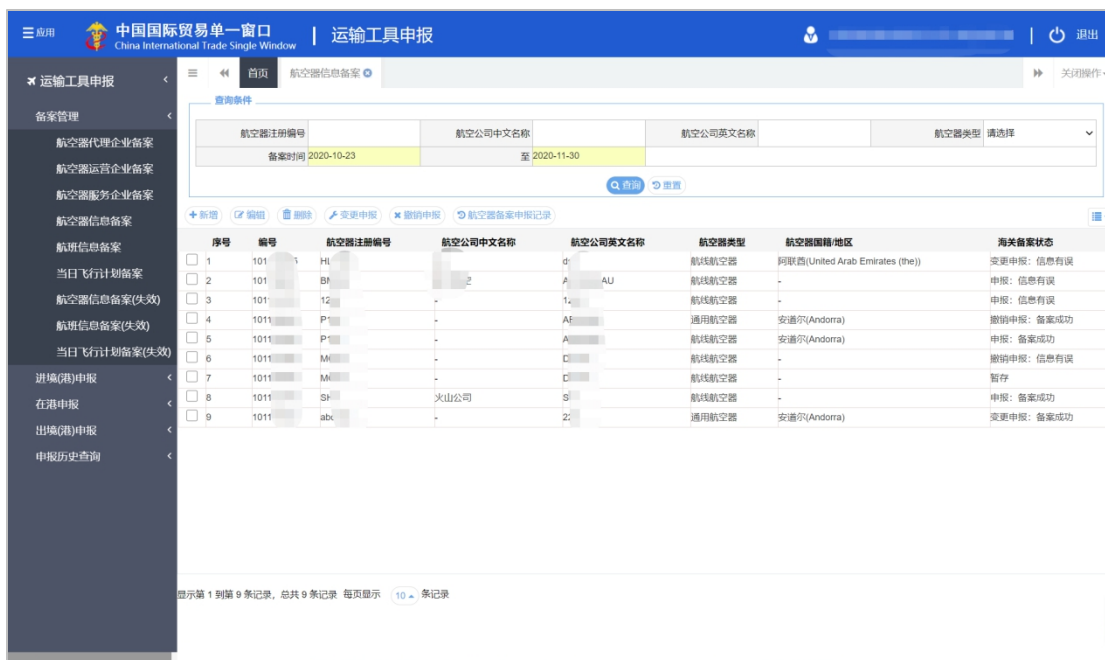 应用
中国国际贸易单一窗口
China International Trade Single Window
运输工具申报
退出
运输工具申报
首页
航空器信息备案
关闭操作
备案管理
航空器代理企业备案
航空器运营企业备案
航空器服务企业备案
航空器信息备案
航班信息备案
当日飞行计划备案
航空器信息备案(失效)
航班信息备案(失效)
当日飞行计划备案(失效)
进境(港)申报
在港申报
出境(港)申报
申报历史查询
查询条件
航空器注册编号 航空公司中文名称 航空公司英文名称 航空器类型 请选择
备案时间 2020-10-23 至 2020-11-30
查询 重置
新增 编辑 删除 变更申报 撤销申报 航空器备案申报记录
序号 编号 航空器注册编号 航空公司中文名称 航空公司英文名称 航空器类型 航空器国籍/地区 海关备案状态
1 101 航线航空器 阿联酋(United Arab Emirates (the)) 变更申报：信息有误
2 101 AU 航线航空器 - 申报：信息有误
3 101 12 - 航线航空器 - 申报：信息有误
4 1011 P1 - 通用航空器 安道尔(Andorra) 撤销申报：备案成功
5 1011 P1 - 航线航空器 安道尔(Andorra) 申报：备案成功
6 1011 - 航线航空器 - 撤销申报：信息有误
7 1011 - 航线航空器 - 暂存
8 1011 火山公司 航线航空器 - 申报：备案成功
9 1011 - 通用航空器 安道尔(Andorra) 变更申报：备案成功
显示第 1 到第 9 条记录，总共 9 条记录 每页显示 10 条记录